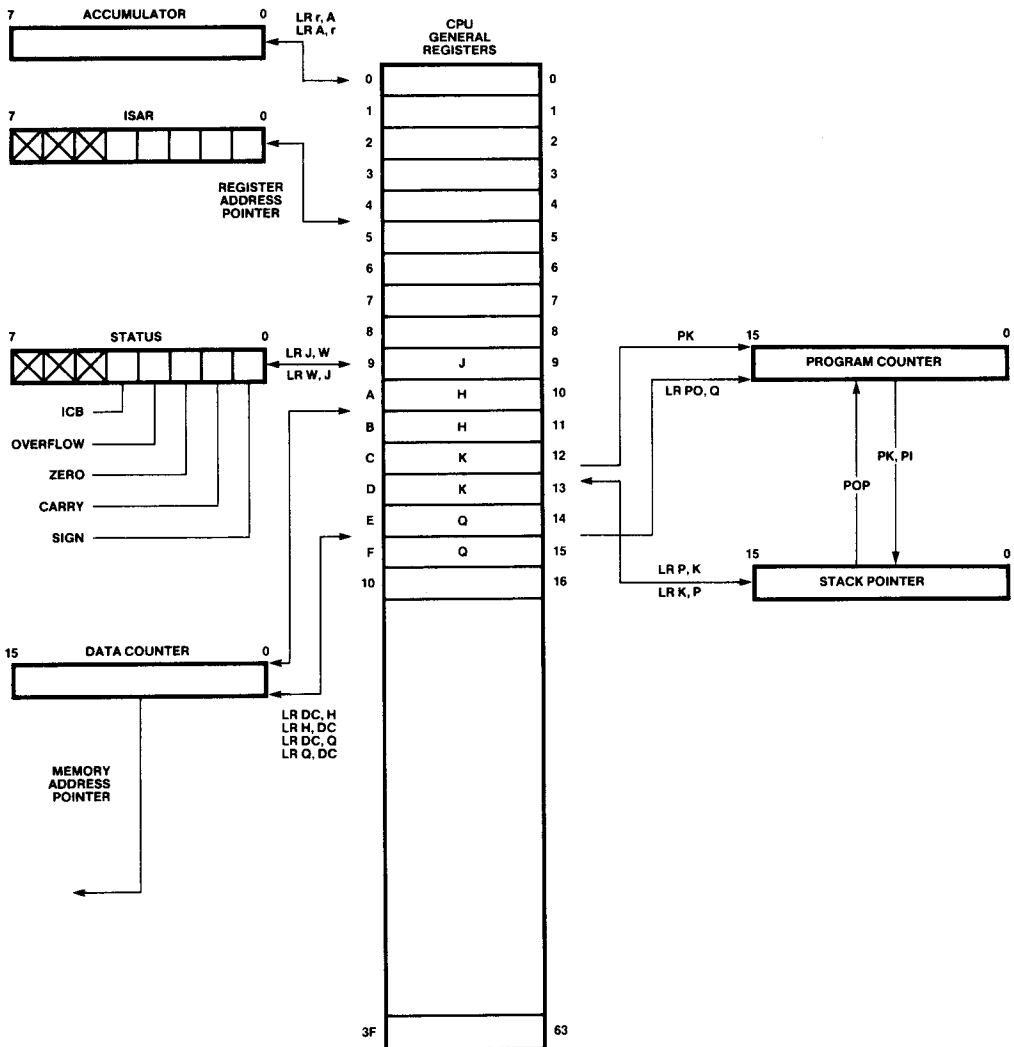 7 ACCUMULATOR 0
LR r, A
LR A, r
7 ISAR 0
REGISTER
ADDRESS
POINTER
7 STATUS 0
LR J, W
LR W, J
ICB
OVERFLOW
ZERO
CARRY
SIGN
15 DATA COUNTER 0
LR DC, H
LR H, DC
LR DC, Q
LR Q, DC
MEMORY
ADDRESS
POINTER
CPU
GENERAL
REGISTERS
0 0
1 1
2 2
3 3
4 4
5 5
6 6
7 7
8 8
9 J 9
A H 10
B H 11
C K 12
D K 13
E Q 14
F Q 15
10 16
3F 63
PK
LR PO, Q
15 0
PROGRAM COUNTER
POP
PK, PI
LR P, K
LR K, P
15 0
STACK POINTER